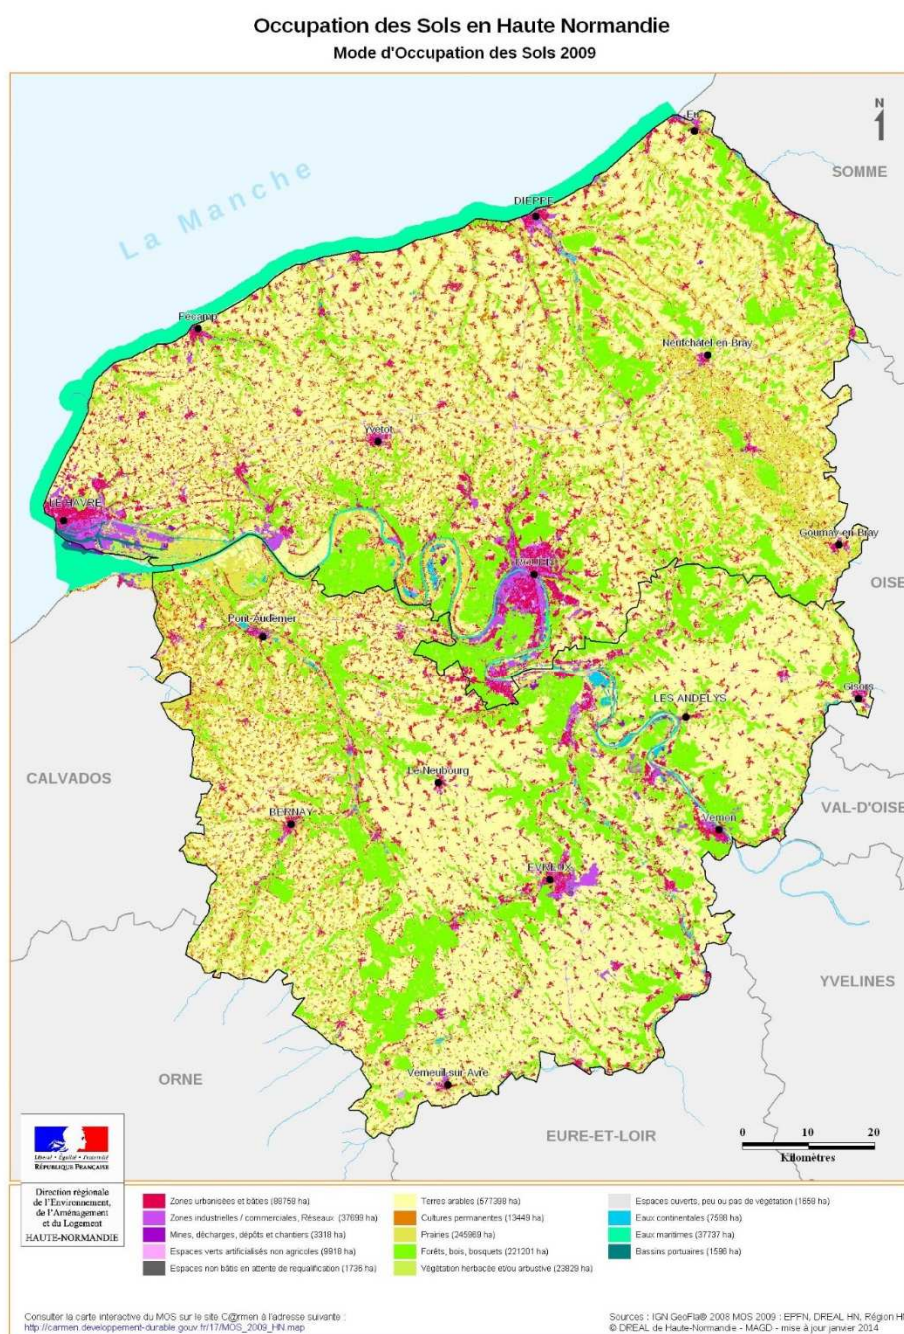 Occupation des Sols en Haute Normandie
Mode d'Occupation des Sols 2009
N
Eu
SOMME
La Manche
DIEPPE
Fécamp
Neufchâtel-en-Bray
Yvetot
LE HAVRE
Gournay-en-Bray
ROUEN
OISE
Pont-Audemer
Gisors
LES ANDELYS
CALVADOS
Le Neubourg
VAL-D'OISE
BERNAY
Vernon
EVREUX
YVELINES
ORNE
Verneuil-sur-Avre
EURE-ET-LOIR
0 10 20
Kilomètres
Liberté • Égalité • Fraternité
RÉPUBLIQUE FRANÇAISE
Direction régionale
de l'Environnement,
de l'Aménagement
et du Logement
HAUTE-NORMANDIE
Zones urbanisées et bâties (88758 ha)
Zones industrielles / commerciales, Réseaux (37699 ha)
Mines, décharges, dépôts et chantiers (3318 ha)
Espaces verts artificialisés non agricoles (9918 ha)
Espaces non bâtis en attente de requalification (1736 ha)
Terres arables (577398 ha)
Cultures permanentes (13449 ha)
Prairies (245969 ha)
Forêts, bois, bosquets (221201 ha)
Végétation herbacée et/ou arbustive (23829 ha)
Espaces ouverts, peu ou pas de végétation (1659 ha)
Eaux continentales (7598 ha)
Eaux maritimes (37737 ha)
Bassins portuaires (1596 ha)
Consulter la carte interactive du MOS sur le site C@rmen à l'adresse suivante :
http://carmen.developpement-durable.gouv.fr/17/MOS_2009_HN.map
Sources : IGN GeoFla® 2008 MOS 2009 : EPFN, DREAL HN, Région HN
© DREAL de Haute-Normandie - MAGD - mise à jour janvier 2014